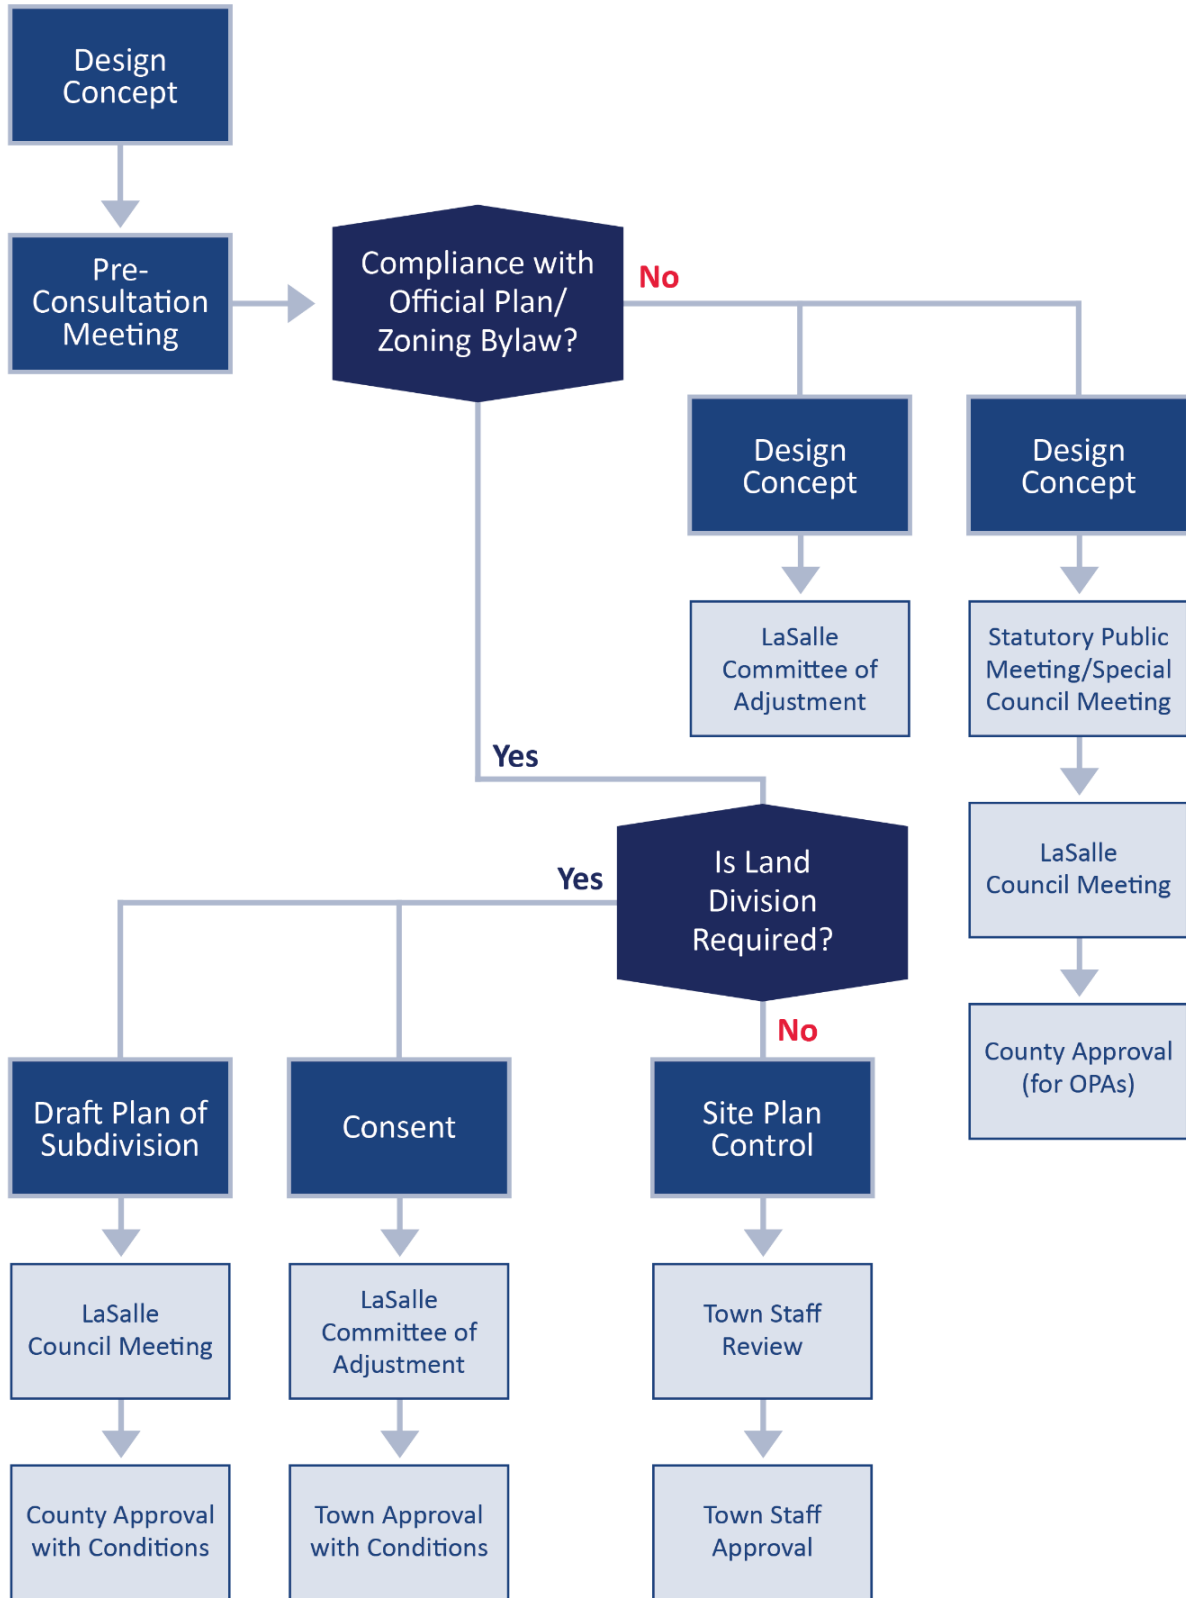 Design
Concept
Pre-
Consultation
Meeting
Compliance with
Official Plan/
Zoning Bylaw?
No
Design
Concept
Design
Concept
LaSalle
Committee of
Adjustment
Statutory Public
Meeting/Special
Council Meeting
Yes
LaSalle
Council Meeting
Is Land
Division
Required?
Yes
No
County Approval
(for OPAs)
Draft Plan of
Subdivision
Consent
Site Plan
Control
LaSalle
Council Meeting
LaSalle
Committee of
Adjustment
Town Staff
Review
County Approval
with Conditions
Town Approval
with Conditions
Town Staff
Approval